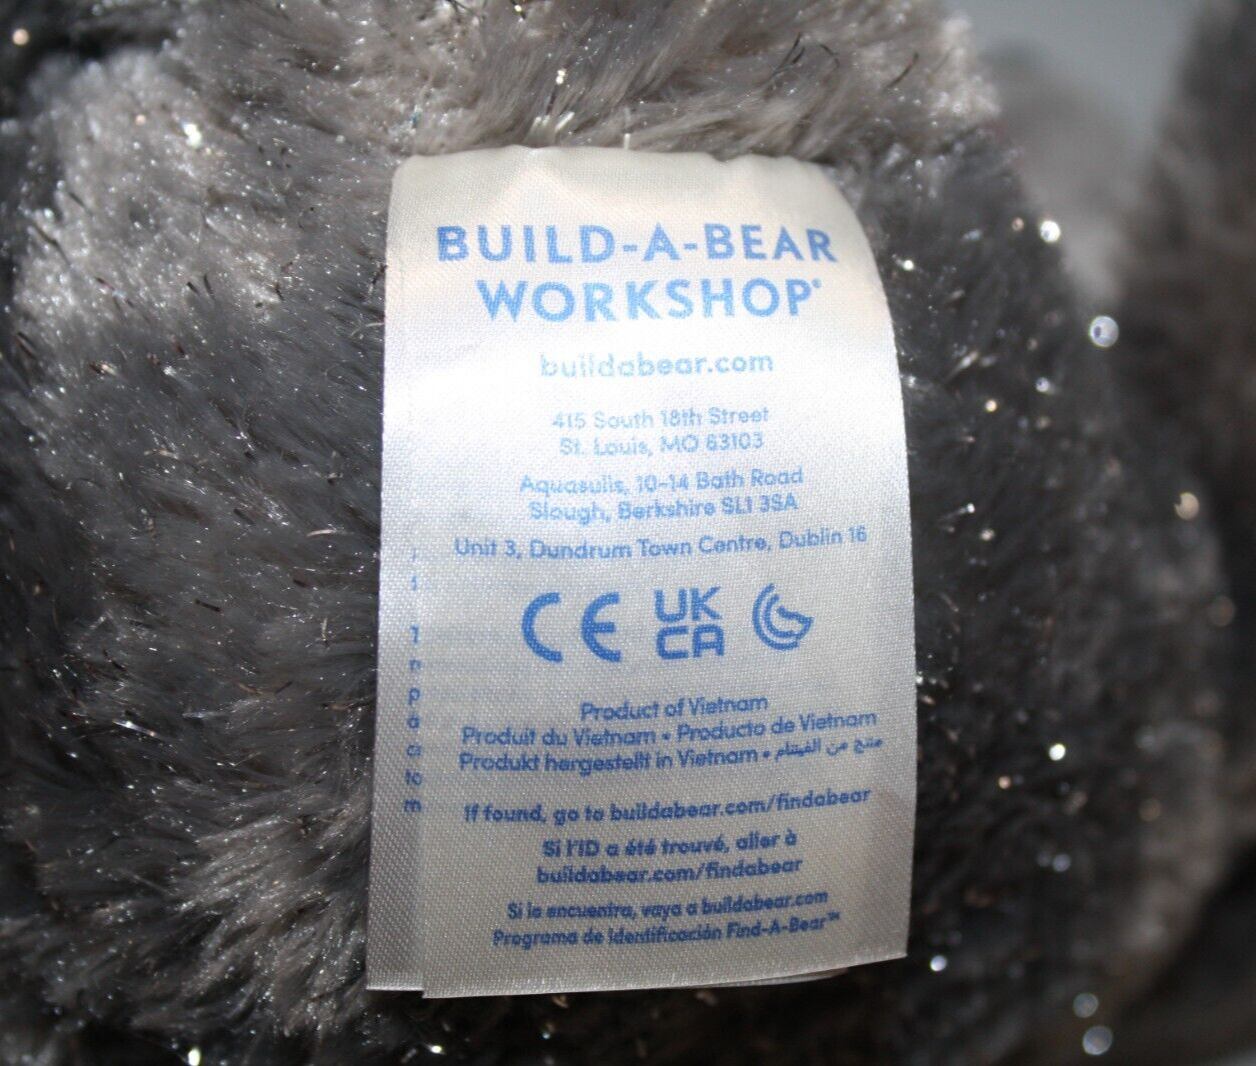 BUILD-A-BEAR
WORKSHOP®
buildabear.com
415 South 18th Street
St. Louis, MO 63103
Aquasulis, 10-14 Bath Road
Slough, Berkshire SL1 3SA
Unit 3, Dundrum Town Centre, Dublin 16
CE UK
CA
Product of Vietnam
Produit du Vietnam • Producto de Vietnam
Produkt hergestellt in Vietnam • منتج من الفيتنام
If found, go to buildabear.com/findabear
Si l'ID a été trouvé, aller à
buildabear.com/findabear
Si lo encuentra, vaya a buildabear.com
Programa de Identificación Find-A-Bear™